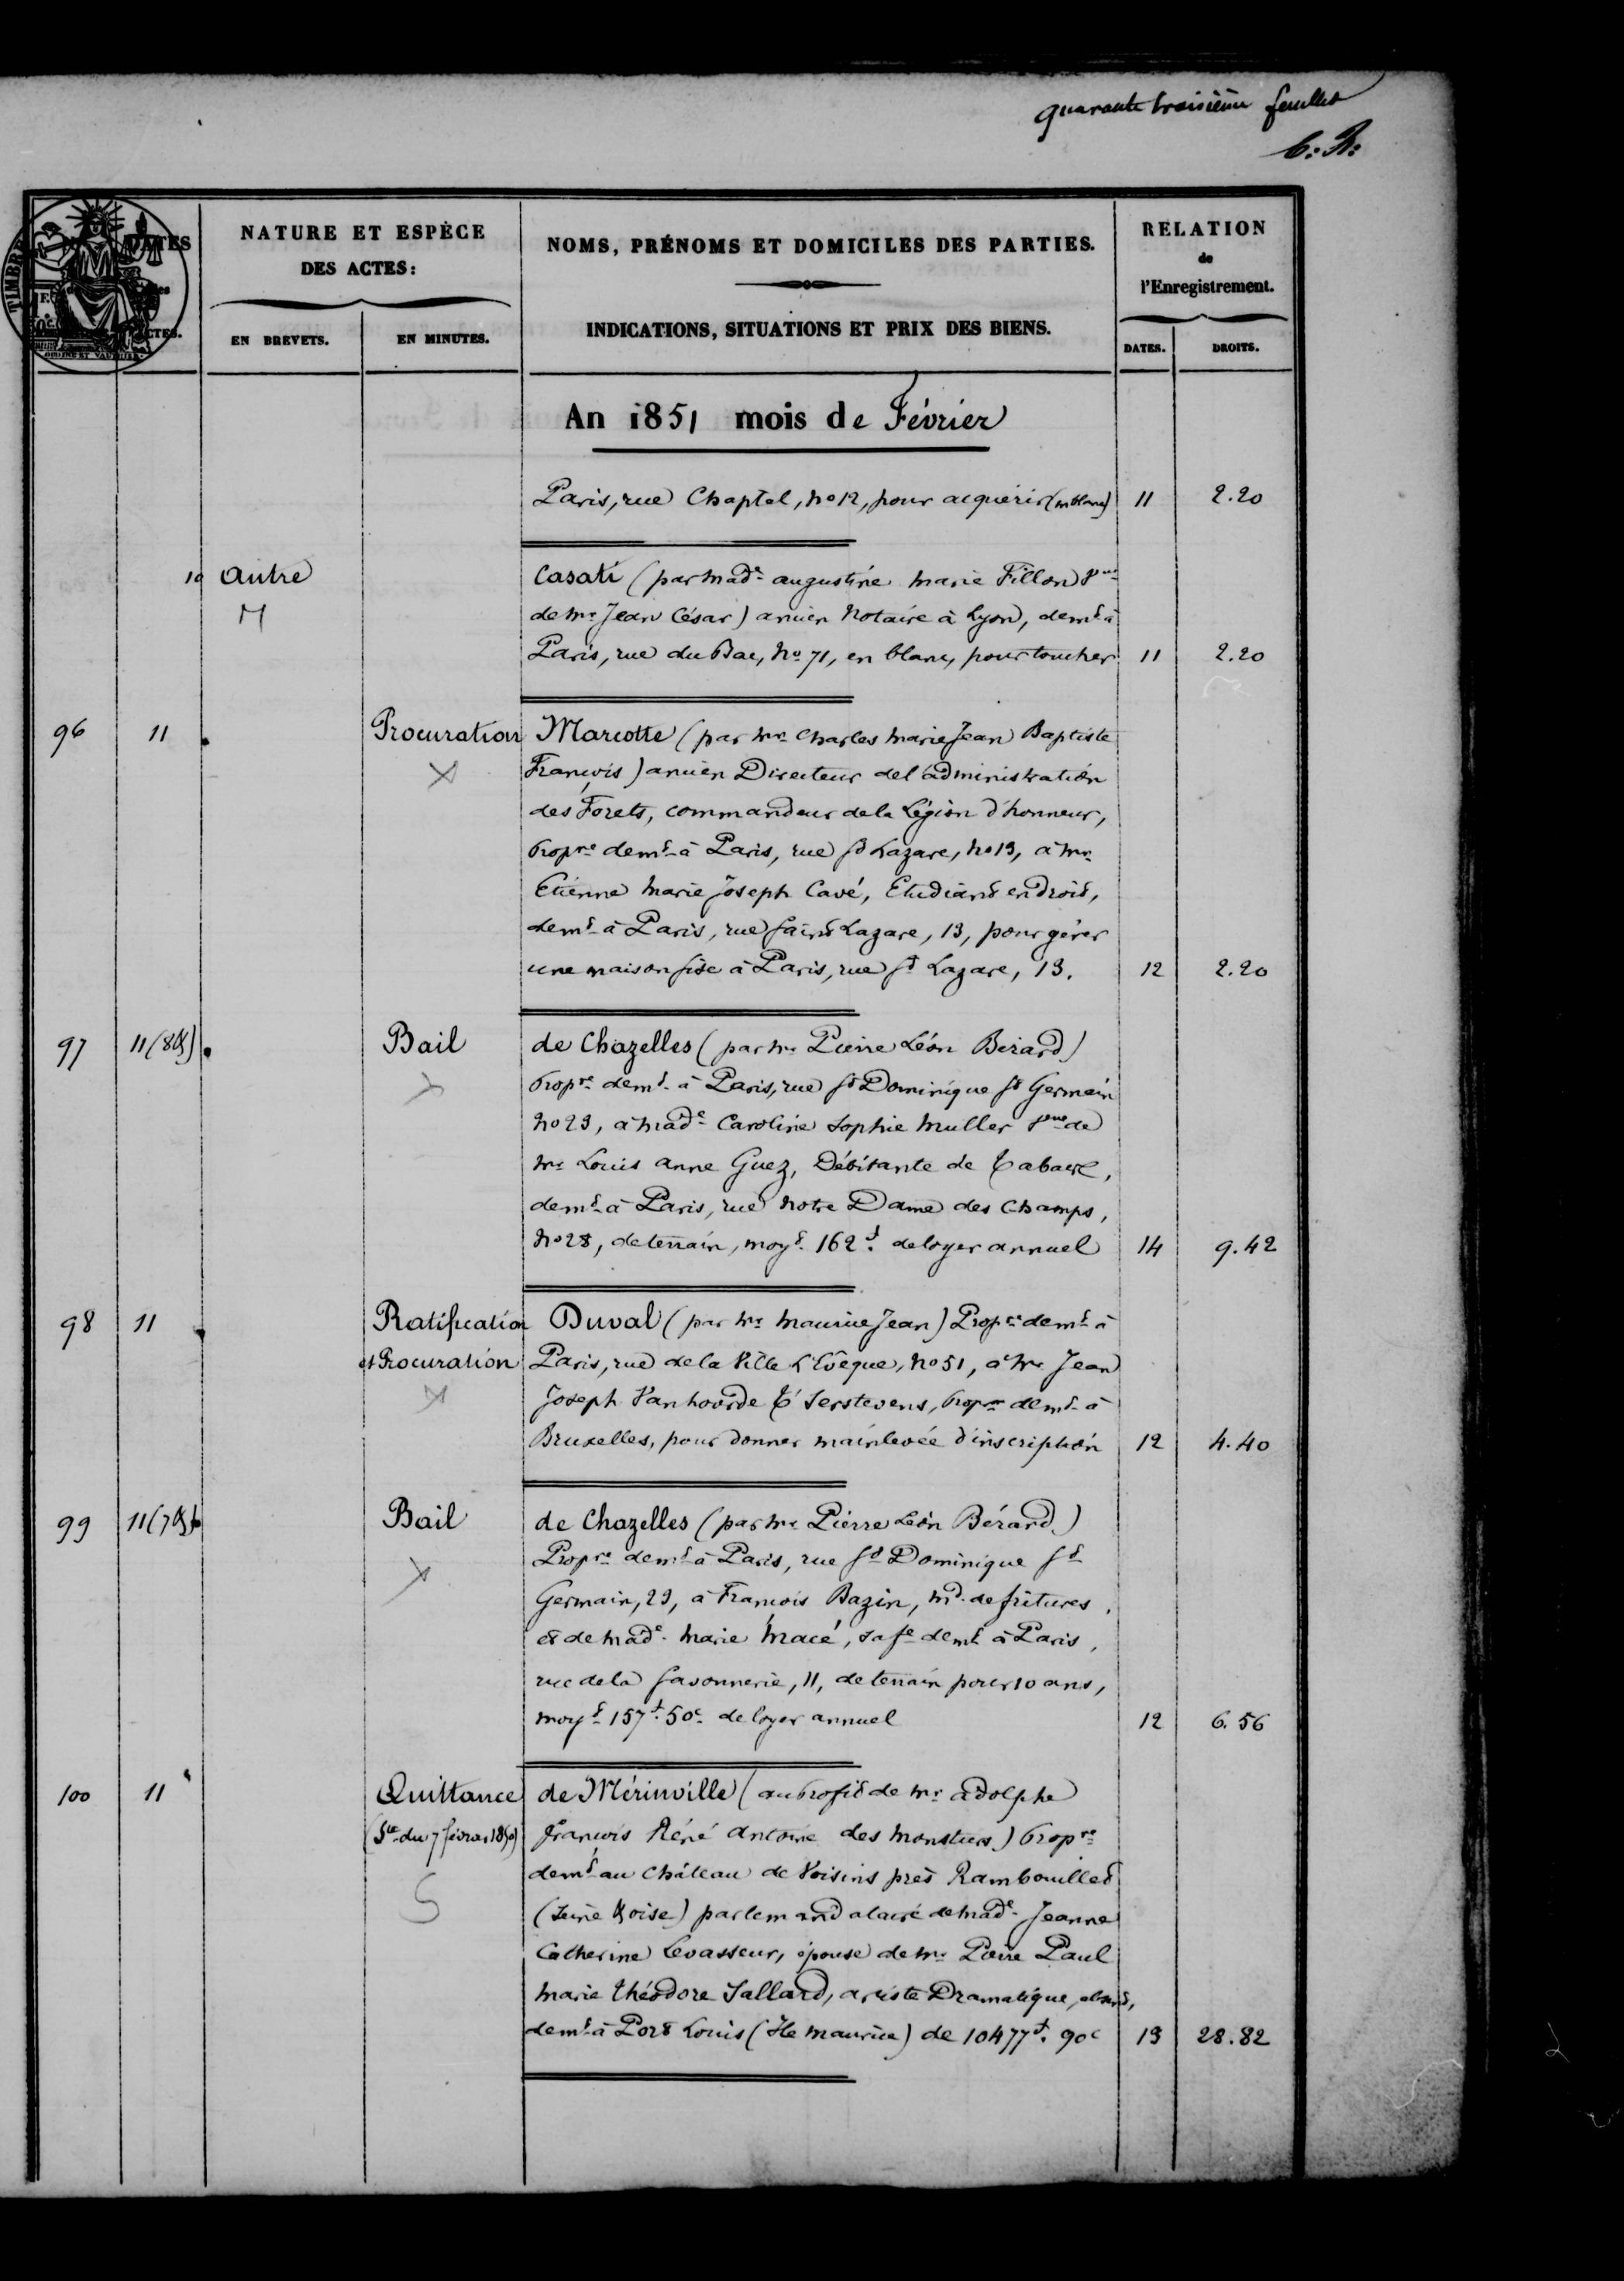 quarante troisième feuillet
C: R:
TIMBRE
DATES
des
ACTES.
NATURE ET ESPÈCE
DES ACTES:
EN BREVETS.
EN MINUTES.
NOMS, PRÉNOMS ET DOMICILES DES PARTIES.
INDICATIONS, SITUATIONS ET PRIX DES BIENS.
RELATION
de
l'Enregistrement.
DATES.
DROITS.
An 1851 mois de Février
Paris, rue Chaptal, no 12, pour acquérir (en blanc) 11 2.20
10 autre Casati (par Made augustine Marie Fillon Vve
M de Mr Jean César) ancien Notaire à Lyon, demt à
Paris, rue du Bac, No 71, en blanc, pour toucher 11 2.20
96 11 Procuration Marcotte (par Mr Charles Marie Jean Baptiste
François) ancien Directeur de l'administration
des Forets, commandeur de la Légion d'honneur,
Propre demt à Paris, rue St Lazare, No 13, à Mr
Etienne Marie Joseph Cavé, Etudiant en droit,
demt à Paris, rue Saint Lazare, 13, pour gérer
une maison sise à Paris, rue St Lazare, 13. 12 2.20
97 11 (8) Bail de Chazelles (par Mr Pierre Léon Berard)
Propre demt à Paris, rue St Dominique St Germain
No 23, à Made Caroline Sophie Muller Vve de
Mr Louis anne Guez, Débitante de Tabacs,
demt à Paris, rue Notre Dame des Champs,
No 28, de terrain, moyt 162f. de loyer annuel 14 9.42
98 11 Ratification Duval (par Mr Maurice Jean) Propre demt à
et Procuration Paris, rue de la Ville L'Evêque, No 51, à Mr Jean
Joseph Vanhoorde T'Serstevens, Propre demt à
Bruxelles, pour donner mainlevée d'inscription 12 4.40
99 11 (7) Bail de Chazelles (par Mr Pierre Léon Bérard)
Propre demt à Paris, rue St Dominique St
Germain, 23, à François Bazin, Md de fritures,
et de Made Marie Macé, sa fe demt à Paris,
rue de la Savonnerie, 11, de terrain pour 10 ans,
moyt 157f. 50c. de loyer annuel 12 6.56
100 11 Quittance de Mérinville (au profit de Mr adolphe
(Ste du 7 février 1850) François Réné Antoine des Monstiers) Propre
demt au Château de Voisins près Rambouillet
(Seine & oise) par le mandataire de Made Jeanne
Catherine Levasseur, épouse de Mr Pierre Paul
Marie Théodore Sallard, artiste Dramatique, absent,
demt à Port Louis (Ile Maurice) de 10477f. 90c 13 28.82